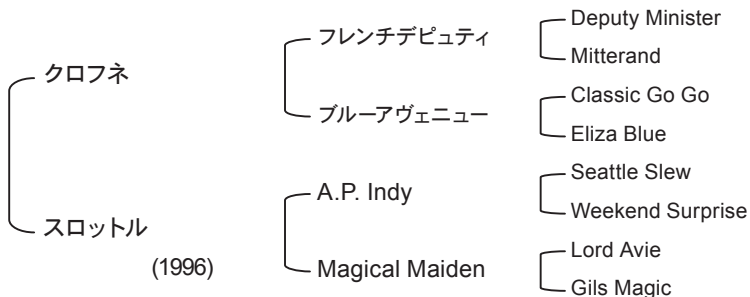 クロフネ
フレンチデピュティ
Deputy Minister
Mitterand
ブルーアヴェニュー
Classic Go Go
Eliza Blue
スロットル
(1996)
A.P. Indy
Seattle Slew
Weekend Surprise
Magical Maiden
Lord Avie
Gils Magic